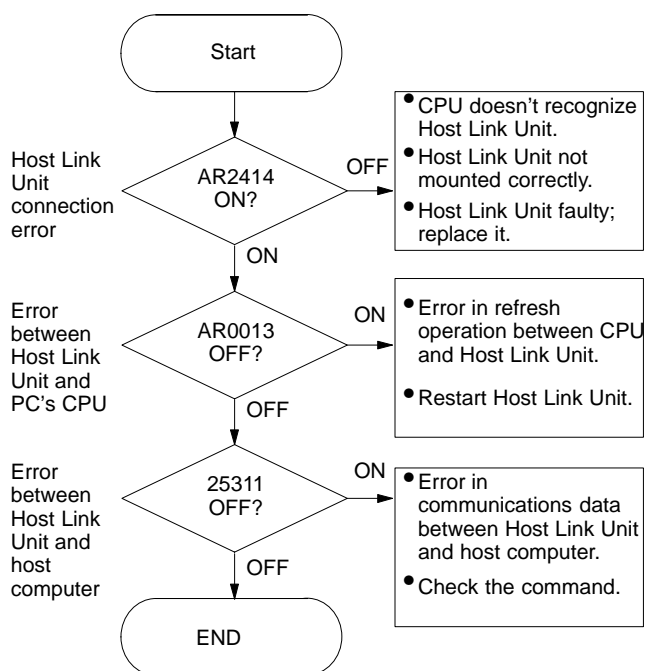 Start
Host Link
Unit
connection
error
AR2414
ON?
OFF
● CPU doesn't recognize
Host Link Unit.
● Host Link Unit not
mounted correctly.
● Host Link Unit faulty;
replace it.
ON
Error
between
Host Link
Unit and
PC's CPU
AR0013
OFF?
ON
● Error in refresh
operation between CPU
and Host Link Unit.
● Restart Host Link Unit.
OFF
Error
between
Host Link
Unit and
host
computer
25311
OFF?
ON
● Error in
communications data
between Host Link Unit
and host computer.
● Check the command.
OFF
END